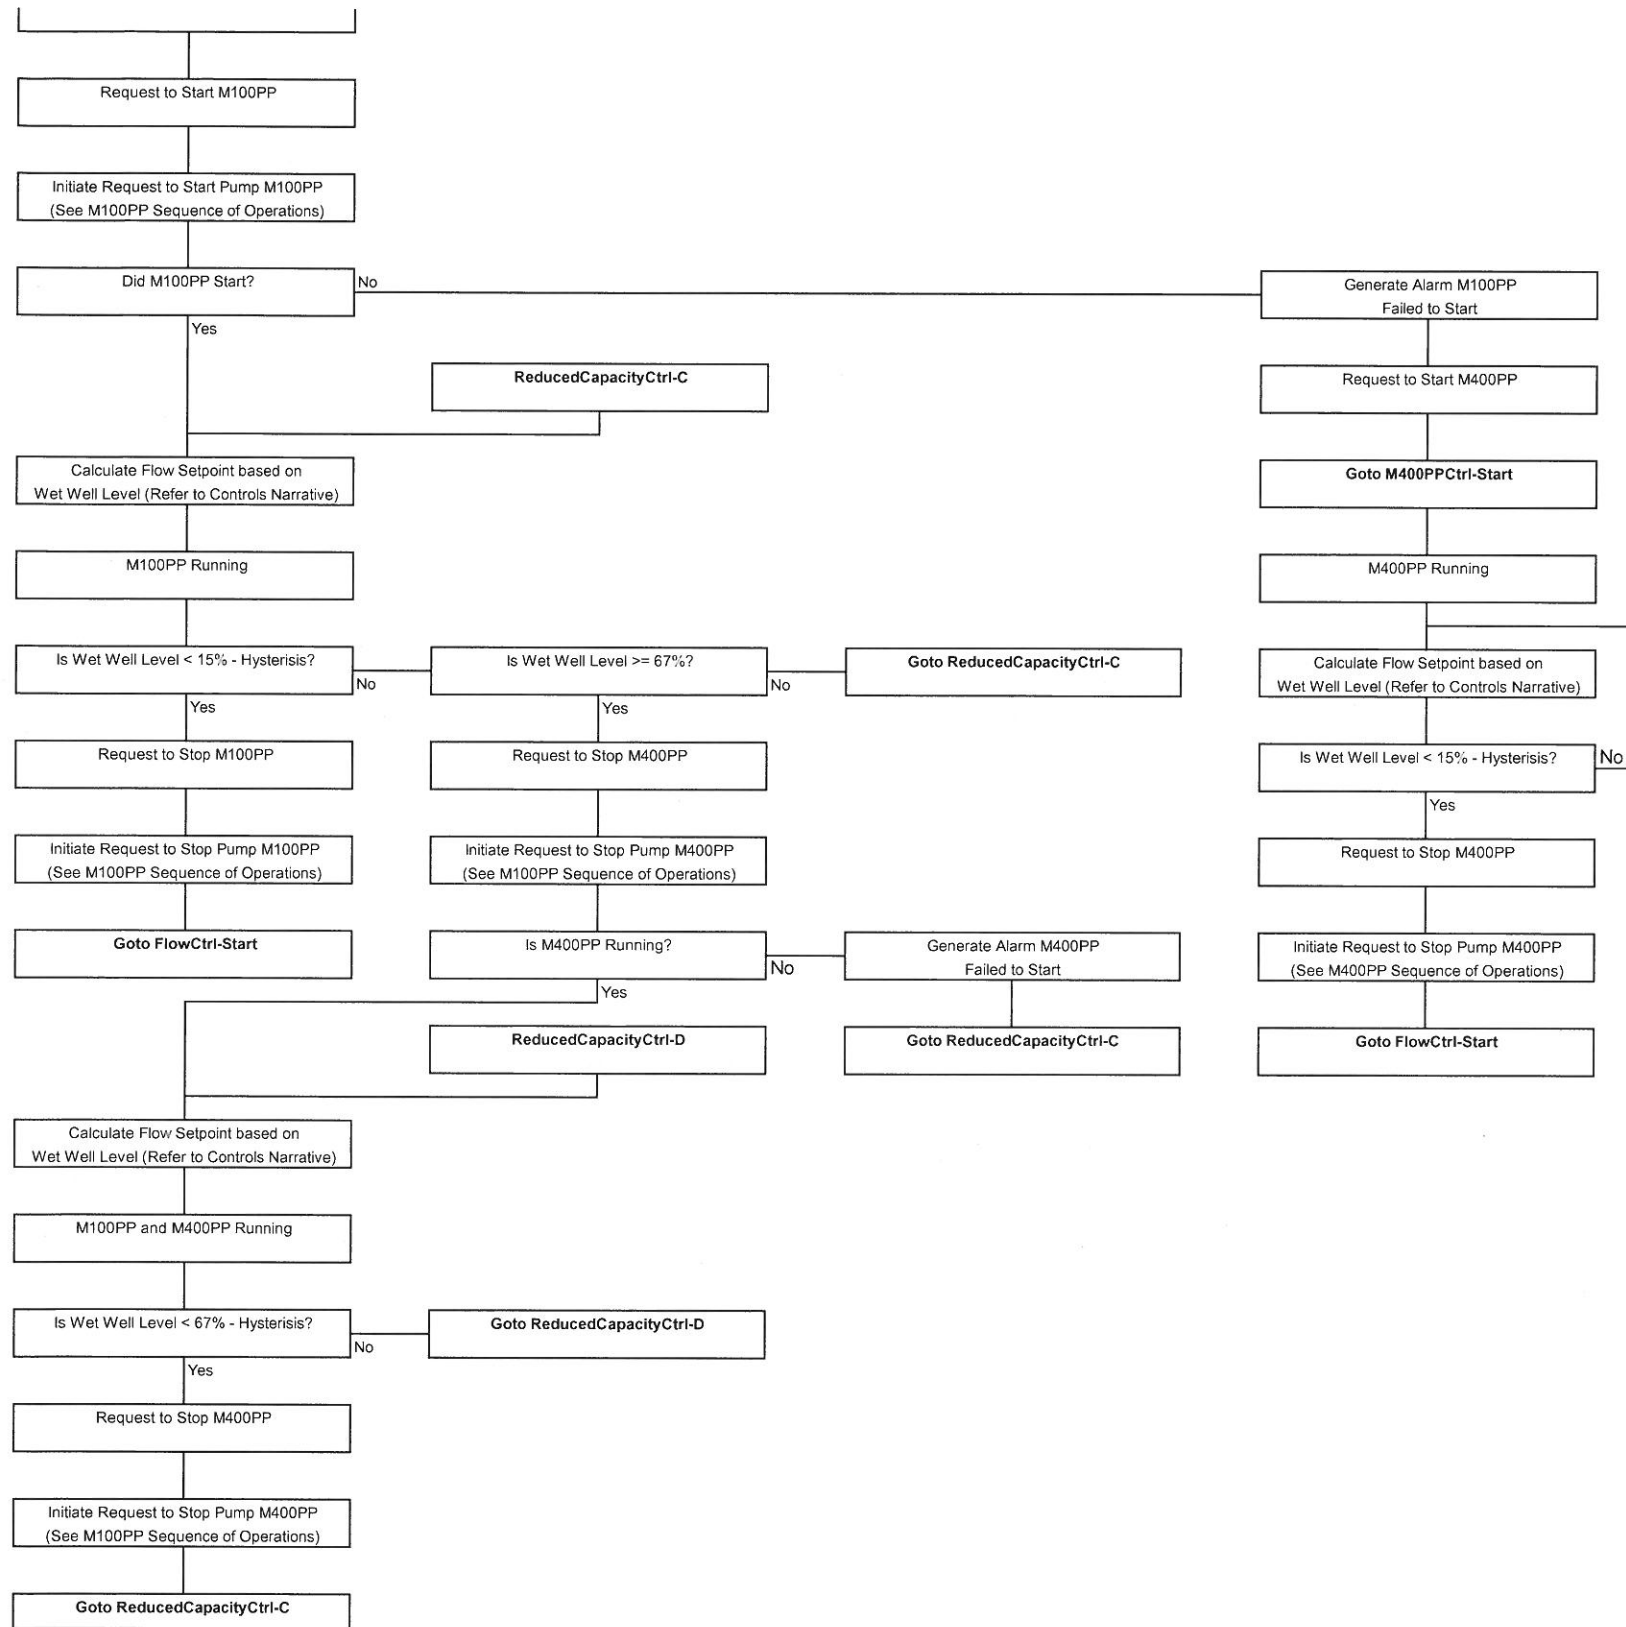 Request to Start M100PP
Initiate Request to Start Pump M100PP
(See M100PP Sequence of Operations)
Did M100PP Start?
No
Generate Alarm M100PP
Failed to Start
Yes
ReducedCapacityCtrl-C
Request to Start M400PP
Calculate Flow Setpoint based on
Wet Well Level (Refer to Controls Narrative)
Goto M400PPCtrl-Start
M100PP Running
M400PP Running
Is Wet Well Level < 15% - Hysterisis?
No
Is Wet Well Level >= 67%?
No
Goto ReducedCapacityCtrl-C
Calculate Flow Setpoint based on
Wet Well Level (Refer to Controls Narrative)
Yes
Yes
Request to Stop M100PP
Request to Stop M400PP
Is Wet Well Level < 15% - Hysterisis?
No
Yes
Initiate Request to Stop Pump M100PP
(See M100PP Sequence of Operations)
Initiate Request to Stop Pump M400PP
(See M100PP Sequence of Operations)
Request to Stop M400PP
Goto FlowCtrl-Start
Is M400PP Running?
No
Generate Alarm M400PP
Failed to Start
Initiate Request to Stop Pump M400PP
(See M400PP Sequence of Operations)
Yes
ReducedCapacityCtrl-D
Goto ReducedCapacityCtrl-C
Goto FlowCtrl-Start
Calculate Flow Setpoint based on
Wet Well Level (Refer to Controls Narrative)
M100PP and M400PP Running
Is Wet Well Level < 67% - Hysterisis?
No
Goto ReducedCapacityCtrl-D
Yes
Request to Stop M400PP
Initiate Request to Stop Pump M400PP
(See M100PP Sequence of Operations)
Goto ReducedCapacityCtrl-C